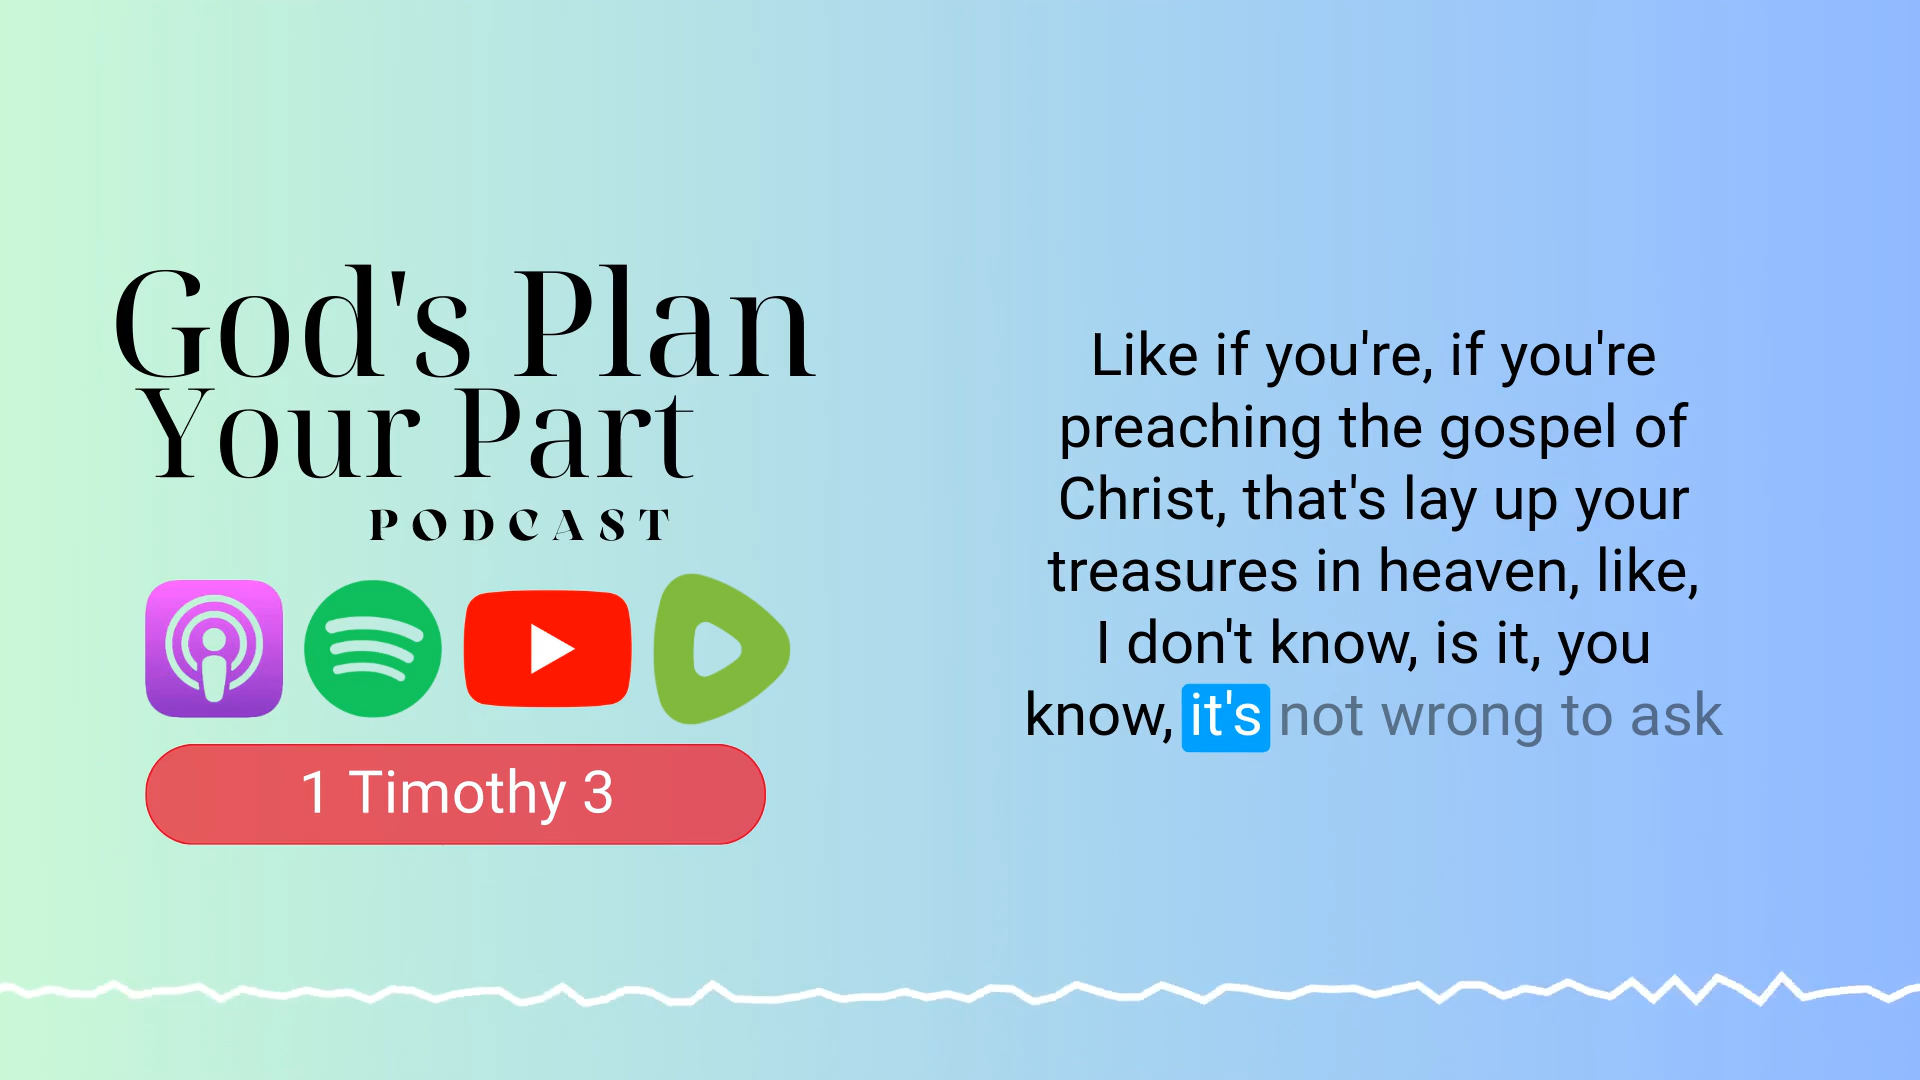 God's Plan
Your Part
PODCAST
1 Timothy 3
Like if you're, if you're
preaching the gospel of
Christ, that's lay up your
treasures in heaven, like,
I don't know, is it, you
know, it's not wrong to ask